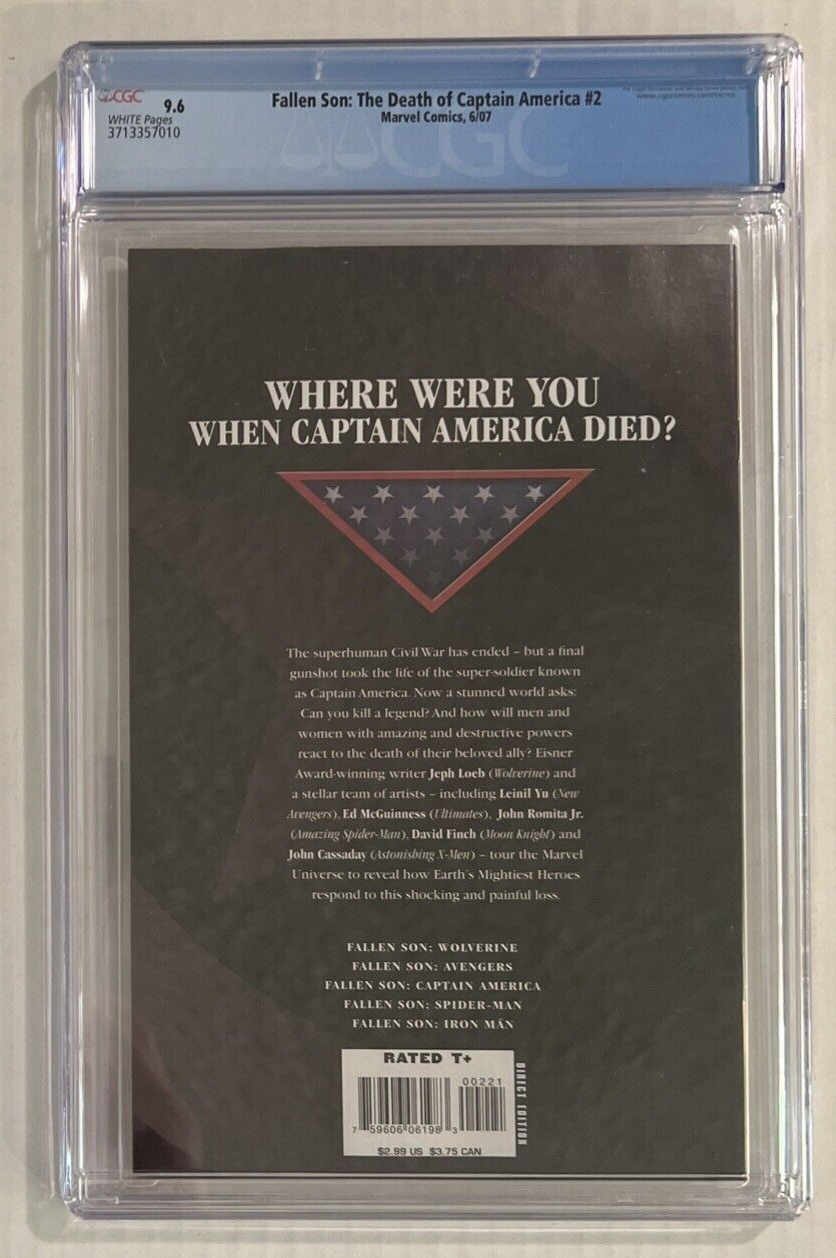 CGC 9.6
WHITE Pages
3713357010
Fallen Son: The Death of Captain America #2
Marvel Comics, 6/07
www.cgccomics.com/terms
CGC
WHERE WERE YOU
WHEN CAPTAIN AMERICA DIED?
The superhuman Civil War has ended – but a final
gunshot took the life of the super-soldier known
as Captain America. Now a stunned world asks:
Can you kill a legend? And how will men and
women with amazing and destructive powers
react to the death of their beloved ally? Eisner
Award-winning writer Jeph Loeb (Wolverine) and
a stellar team of artists – including Leinil Yu (New
Avengers), Ed McGuinness (Ultimates), John Romita Jr.
(Amazing Spider-Man), David Finch (Moon Knight) and
John Cassaday (Astonishing X-Men) – tour the Marvel
Universe to reveal how Earth's Mightiest Heroes
respond to this shocking and painful loss.
FALLEN SON: WOLVERINE
FALLEN SON: AVENGERS
FALLEN SON: CAPTAIN AMERICA
FALLEN SON: SPIDER-MAN
FALLEN SON: IRON MAN
RATED T+
00221
7 59606 06198 3
$2.99 US $3.75 CAN
DIRECT EDITION